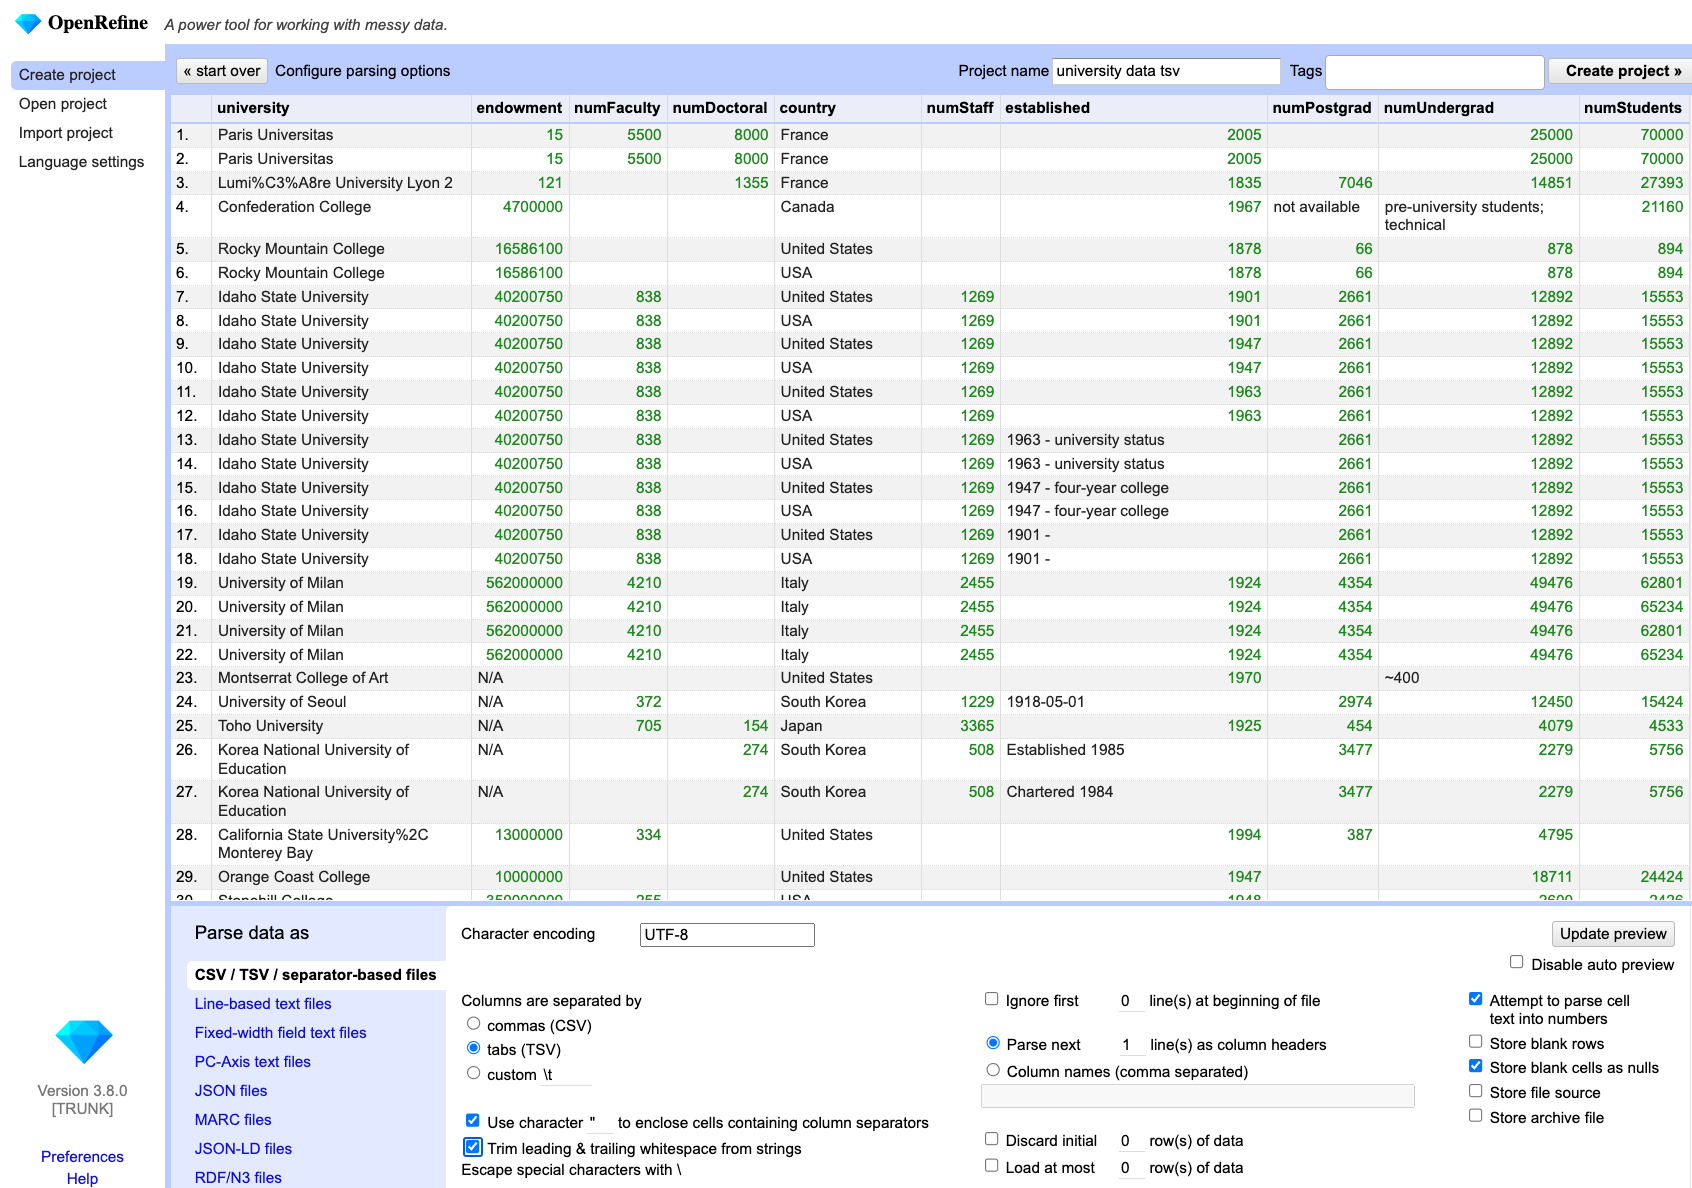 OpenRefine A power tool for working with messy data.
Create project
Open project
Import project
Language settings
« start over Configure parsing options Project name university data tsv Tags Create project »
university endowment numFaculty numDoctoral country numStaff established numPostgrad numUndergrad numStudents
1. Paris Universitas 15 5500 8000 France 2005 25000 70000
2. Paris Universitas 15 5500 8000 France 2005 25000 70000
3. Lumi%C3%A8re University Lyon 2 121 1355 France 1835 7046 14851 27393
4. Confederation College 4700000 Canada 1967 not available pre-university students; 21160
technical
5. Rocky Mountain College 16586100 United States 1878 66 878 894
6. Rocky Mountain College 16586100 USA 1878 66 878 894
7. Idaho State University 40200750 838 United States 1269 1901 2661 12892 15553
8. Idaho State University 40200750 838 USA 1269 1901 2661 12892 15553
9. Idaho State University 40200750 838 United States 1269 1947 2661 12892 15553
10. Idaho State University 40200750 838 USA 1269 1947 2661 12892 15553
11. Idaho State University 40200750 838 United States 1269 1963 2661 12892 15553
12. Idaho State University 40200750 838 USA 1269 1963 2661 12892 15553
13. Idaho State University 40200750 838 United States 1269 1963 - university status 2661 12892 15553
14. Idaho State University 40200750 838 USA 1269 1963 - university status 2661 12892 15553
15. Idaho State University 40200750 838 United States 1269 1947 - four-year college 2661 12892 15553
16. Idaho State University 40200750 838 USA 1269 1947 - four-year college 2661 12892 15553
17. Idaho State University 40200750 838 United States 1269 1901 - 2661 12892 15553
18. Idaho State University 40200750 838 USA 1269 1901 - 2661 12892 15553
19. University of Milan 562000000 4210 Italy 2455 1924 4354 49476 62801
20. University of Milan 562000000 4210 Italy 2455 1924 4354 49476 65234
21. University of Milan 562000000 4210 Italy 2455 1924 4354 49476 62801
22. University of Milan 562000000 4210 Italy 2455 1924 4354 49476 65234
23. Montserrat College of Art N/A United States 1970 ~400
24. University of Seoul N/A 372 South Korea 1229 1918-05-01 2974 12450 15424
25. Toho University N/A 705 154 Japan 3365 1925 454 4079 4533
26. Korea National University of N/A 274 South Korea 508 Established 1985 3477 2279 5756
Education
27. Korea National University of N/A 274 South Korea 508 Chartered 1984 3477 2279 5756
Education
28. California State University%2C 13000000 334 United States 1994 387 4795
Monterey Bay
29. Orange Coast College 10000000 United States 1947 18711 24424
Parse data as
CSV / TSV / separator-based files
Line-based text files
Fixed-width field text files
PC-Axis text files
JSON files
MARC files
JSON-LD files
RDF/N3 files
Version 3.8.0
[TRUNK]
Preferences
Help
Character encoding UTF-8
Update preview
Disable auto preview
Columns are separated by
commas (CSV)
tabs (TSV)
custom \t
Use character " to enclose cells containing column separators
Trim leading & trailing whitespace from strings
Escape special characters with \
Ignore first 0 line(s) at beginning of file
Parse next 1 line(s) as column headers
Column names (comma separated)
Discard initial 0 row(s) of data
Load at most 0 row(s) of data
Attempt to parse cell
text into numbers
Store blank rows
Store blank cells as nulls
Store file source
Store archive file